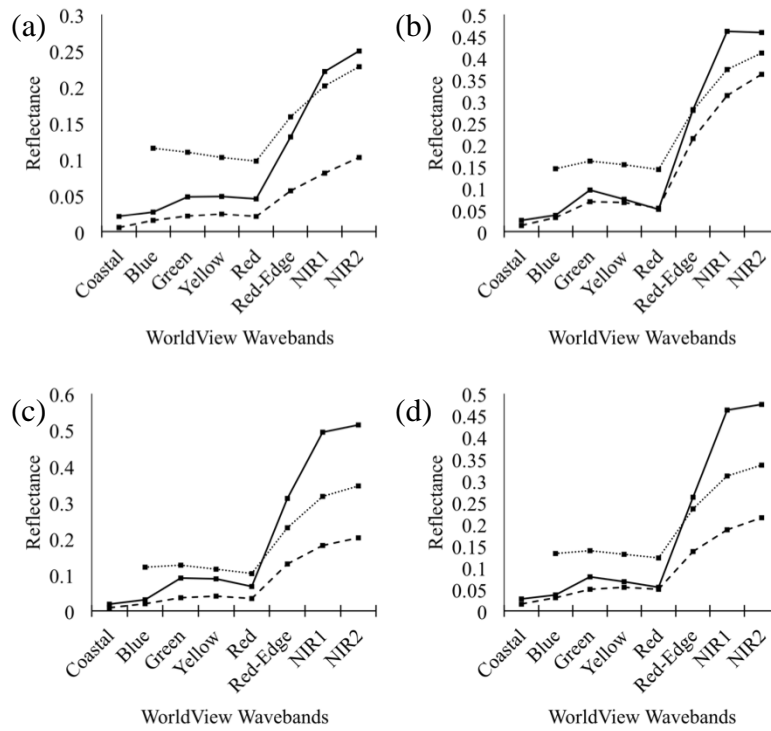 (a)
0.3
0.25
0.2
0.15
0.1
0.05
0
Reflectance
Coastal
Blue
Green
Yellow
Red
Red-Edge
NIR1
NIR2
WorldView Wavebands
(b)
0.5
0.45
0.4
0.35
0.3
0.25
0.2
0.15
0.1
0.05
0
Reflectance
Coastal
Blue
Green
Yellow
Red
Red-Edge
NIR1
NIR2
WorldView Wavebands
(c)
0.6
0.5
0.4
0.3
0.2
0.1
0
Reflectance
Coastal
Blue
Green
Yellow
Red
Red-Edge
NIR1
NIR2
WorldView Wavebands
(d)
0.5
0.45
0.4
0.35
0.3
0.25
0.2
0.15
0.1
0.05
0
Reflectance
Coastal
Blue
Green
Yellow
Red
Red-Edge
NIR1
NIR2
WorldView Wavebands